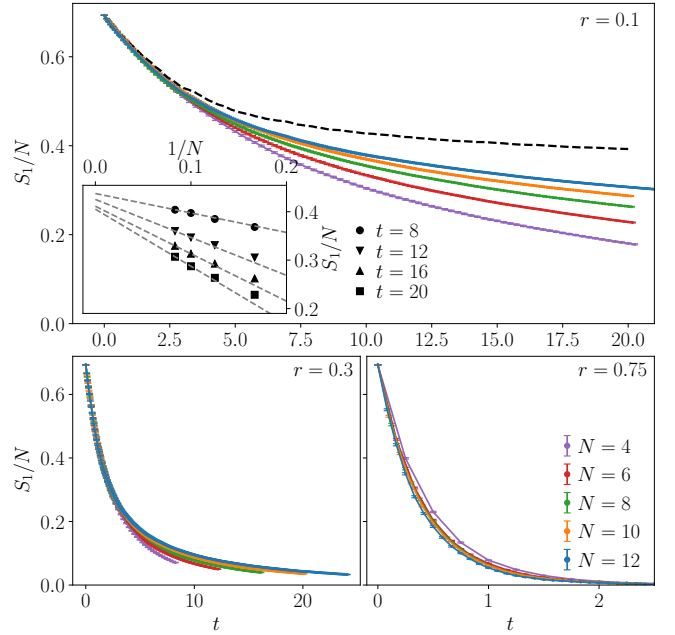 r = 0.1
0.6
0.4
0.2
0.0
S₁/N
0.0 2.5 5.0 7.5 10.0 12.5 15.0 17.5 20.0
1/N
0.0 0.1 0.2
0.4
0.3
0.2
S₁/N
t = 8
t = 12
t = 16
t = 20
r = 0.3
0.6
0.4
0.2
0.0
S₁/N
0 10 20
t
r = 0.75
N = 4
N = 6
N = 8
N = 10
N = 12
0 1 2
t